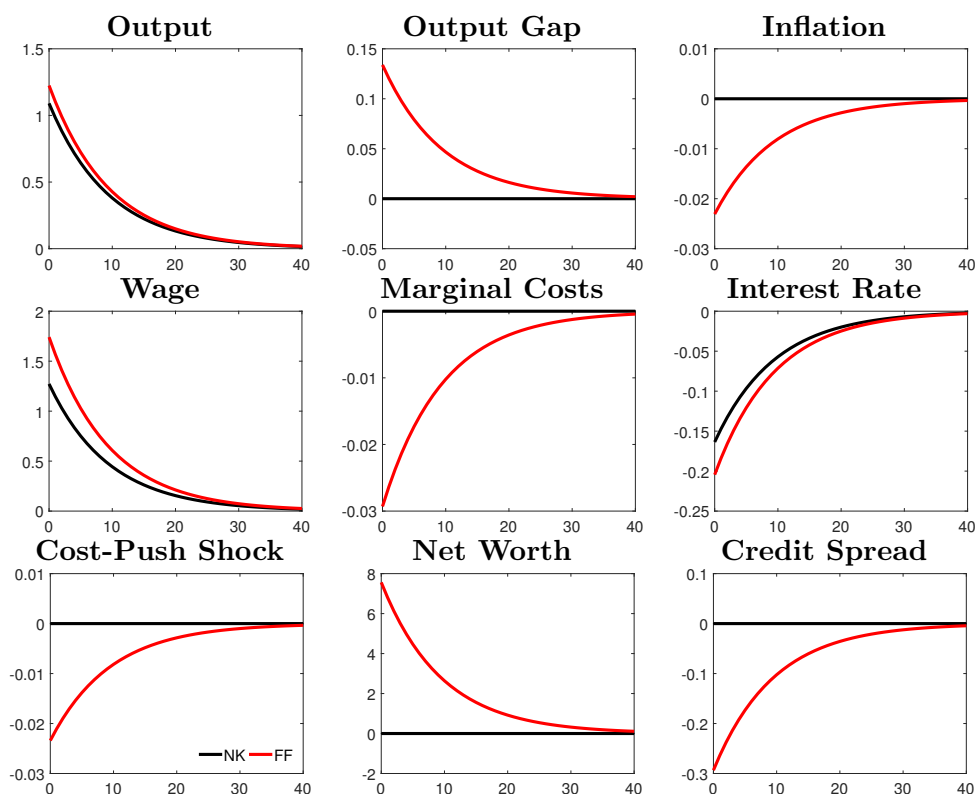 Output
Output Gap
Inflation
1.5
1
0.5
0
0 10 20 30 40
0.15
0.1
0.05
0
-0.05
0 10 20 30 40
0.01
0
-0.01
-0.02
-0.03
0 10 20 30 40
Wage
Marginal Costs
Interest Rate
2
1.5
1
0.5
0
0 10 20 30 40
0
-0.01
-0.02
-0.03
0 10 20 30 40
0
-0.05
-0.1
-0.15
-0.2
-0.25
0 10 20 30 40
Cost-Push Shock
Net Worth
Credit Spread
0.01
0
-0.01
-0.02
-0.03
NK FF
0 10 20 30 40
8
6
4
2
0
-2
0 10 20 30 40
0.1
0
-0.1
-0.2
-0.3
0 10 20 30 40